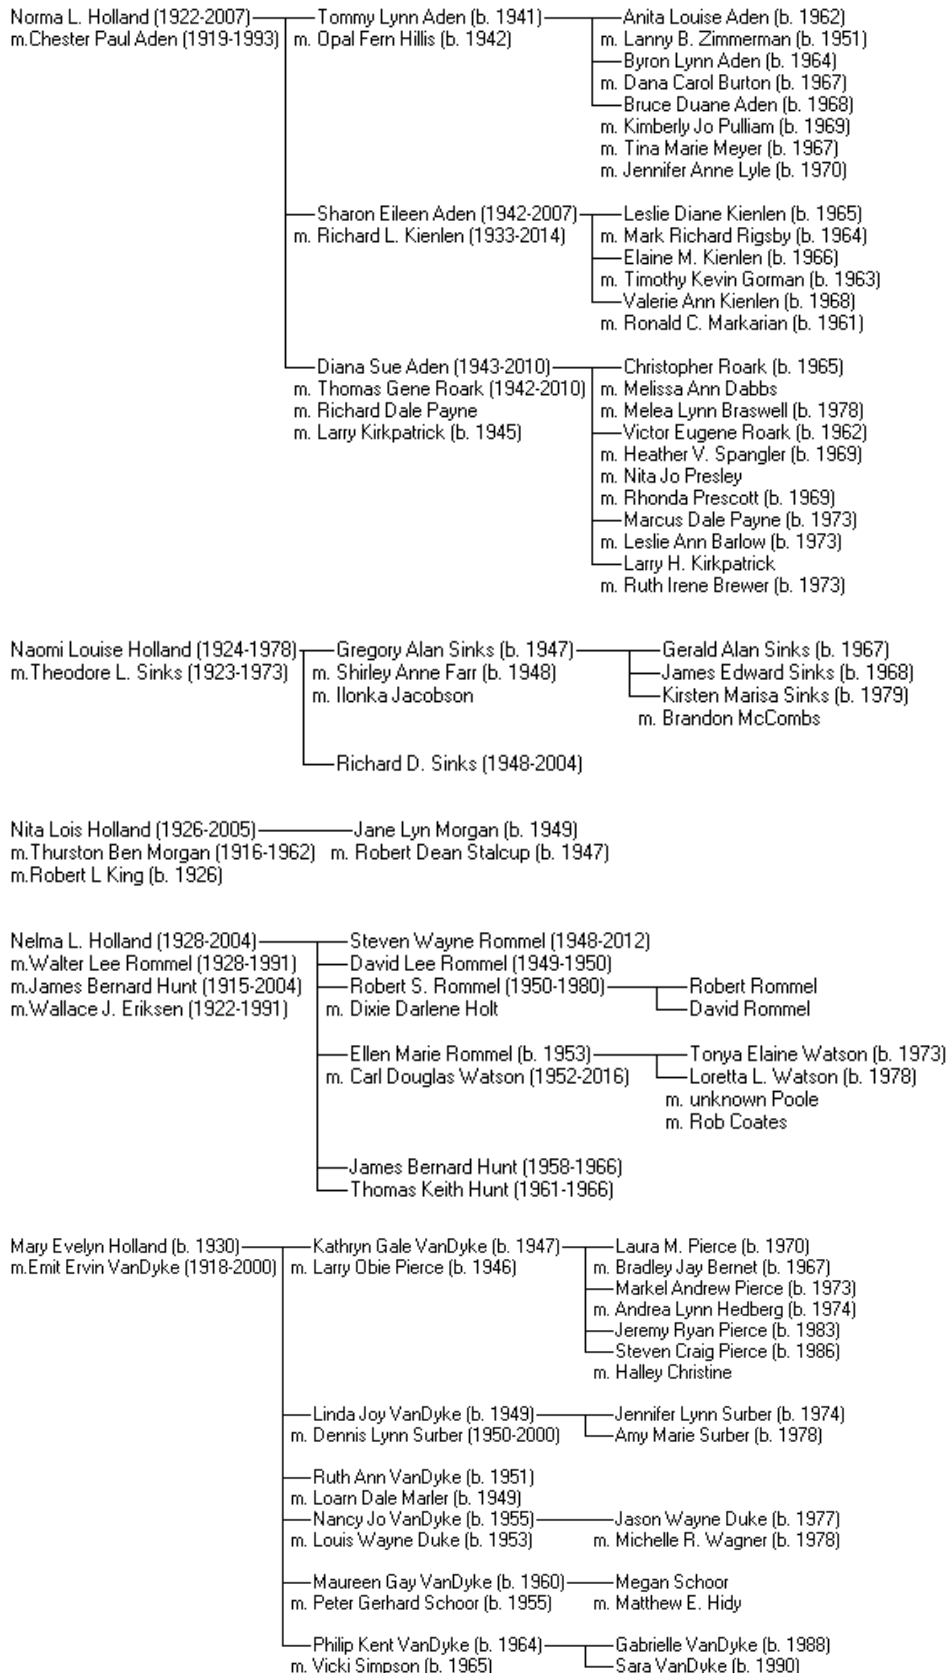 Norma L. Holland (1922-2007) Tommy Lynn Aden (b. 1941) Anita Louise Aden (b. 1962)
m.Chester Paul Aden (1919-1993) m. Opal Fern Hillis (b. 1942) m. Lanny B. Zimmerman (b. 1951)
Byron Lynn Aden (b. 1964)
m. Dana Carol Burton (b. 1967)
Bruce Duane Aden (b. 1968)
m. Kimberly Jo Pulliam (b. 1969)
m. Tina Marie Meyer (b. 1967)
m. Jennifer Anne Lyle (b. 1970)
Sharon Eileen Aden (1942-2007) Leslie Diane Kienlen (b. 1965)
m. Richard L. Kienlen (1933-2014) m. Mark Richard Rigsby (b. 1964)
Elaine M. Kienlen (b. 1966)
m. Timothy Kevin Gorman (b. 1963)
Valerie Ann Kienlen (b. 1968)
m. Ronald C. Markarian (b. 1961)
Diana Sue Aden (1943-2010) Christopher Roark (b. 1965)
m. Thomas Gene Roark (1942-2010) m. Melissa Ann Dabbs
m. Richard Dale Payne m. Melea Lynn Braswell (b. 1978)
m. Larry Kirkpatrick (b. 1945) Victor Eugene Roark (b. 1962)
m. Heather V. Spangler (b. 1969)
m. Nita Jo Presley
m. Rhonda Prescott (b. 1969)
Marcus Dale Payne (b. 1973)
m. Leslie Ann Barlow (b. 1973)
Larry H. Kirkpatrick
m. Ruth Irene Brewer (b. 1973)
Naomi Louise Holland (1924-1978) Gregory Alan Sinks (b. 1947) Gerald Alan Sinks (b. 1967)
m.Theodore L. Sinks (1923-1973) m. Shirley Anne Farr (b. 1948) James Edward Sinks (b. 1968)
m. Ilonka Jacobson Kirsten Marisa Sinks (b. 1979)
m. Brandon McCombs
Richard D. Sinks (1948-2004)
Nita Lois Holland (1926-2005) Jane Lyn Morgan (b. 1949)
m.Thurston Ben Morgan (1916-1962) m. Robert Dean Stalcup (b. 1947)
m.Robert L King (b. 1926)
Nelma L. Holland (1928-2004) Steven Wayne Rommel (1948-2012)
m.Walter Lee Rommel (1928-1991) David Lee Rommel (1949-1950)
m.James Bernard Hunt (1915-2004) Robert S. Rommel (1950-1980) Robert Rommel
m.Wallace J. Eriksen (1922-1991) m. Dixie Darlene Holt David Rommel
Ellen Marie Rommel (b. 1953) Tonya Elaine Watson (b. 1973)
m. Carl Douglas Watson (1952-2016) Loretta L. Watson (b. 1978)
m. unknown Poole
m. Rob Coates
James Bernard Hunt (1958-1966)
Thomas Keith Hunt (1961-1966)
Mary Evelyn Holland (b. 1930) Kathryn Gale VanDyke (b. 1947) Laura M. Pierce (b. 1970)
m.Emit Ervin VanDyke (1918-2000) m. Larry Obie Pierce (b. 1946) m. Bradley Jay Bernet (b. 1967)
Markel Andrew Pierce (b. 1973)
m. Andrea Lynn Hedberg (b. 1974)
Jeremy Ryan Pierce (b. 1983)
Steven Craig Pierce (b. 1986)
m. Halley Christine
Linda Joy VanDyke (b. 1949) Jennifer Lynn Surber (b. 1974)
m. Dennis Lynn Surber (1950-2000) Amy Marie Surber (b. 1978)
Ruth Ann VanDyke (b. 1951)
m. Loarn Dale Marler (b. 1949)
Nancy Jo VanDyke (b. 1955) Jason Wayne Duke (b. 1977)
m. Louis Wayne Duke (b. 1953) m. Michelle R. Wagner (b. 1978)
Maureen Gay VanDyke (b. 1960) Megan Schoor
m. Peter Gerhard Schoor (b. 1955) m. Matthew E. Hidy
Philip Kent VanDyke (b. 1964) Gabrielle VanDyke (b. 1988)
m. Vicki Simpson (b. 1965) Sara VanDyke (b. 1990)